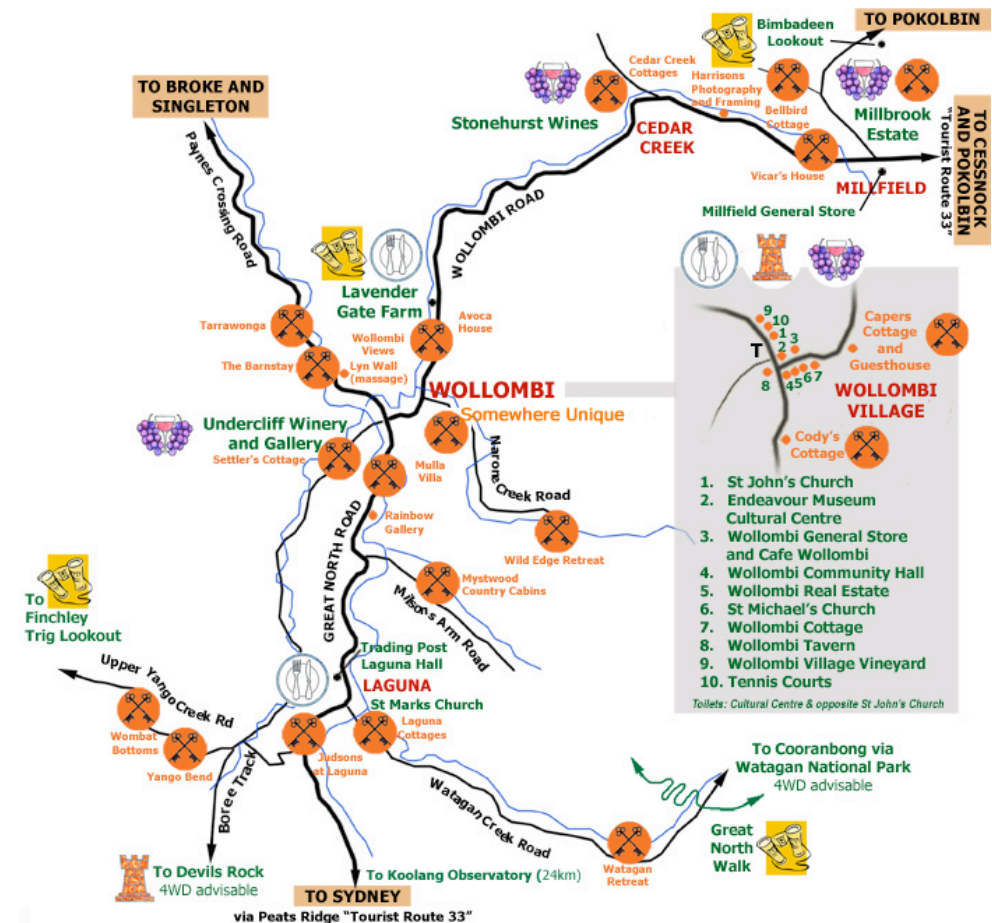 TO POKOLBIN
Bimbadeen
Lookout
TO BROKE AND
SINGLETON
Cedar Creek
Cottages
Harrisons
Photography
and Framing
Bellbird
Cottage
Millbrook
Estate
Stonehurst Wines
CEDAR
CREEK
TO CESSNOCK
AND POKOLBIN
"Tourist Route 33"
Vicar's House
MILLFIELD
Millfield General Store
Paynes Crossing Road
WOLLOMBI ROAD
Lavender
Gate Farm
Tarrawonga
Wollombi
Views
Avoca
House
The Barnstay
Lyn Wall
(massage)
WOLLOMBI
Somewhere Unique
Undercliff Winery
and Gallery
Settler's Cottage
Mulla
Villa
Narone Creek Road
Rainbow
Gallery
Wild Edge Retreat
GREAT NORTH ROAD
Mystwood
Country Cabins
Milsons Arm Road
9
10
1
2
3
T
8
4
5
6
7
Capers
Cottage
and
Guesthouse
WOLLOMBI
VILLAGE
Cody's
Cottage
1. St John's Church
2. Endeavour Museum
Cultural Centre
3. Wollombi General Store
and Cafe Wollombi
4. Wollombi Community Hall
5. Wollombi Real Estate
6. St Michael's Church
7. Wollombi Cottage
8. Wollombi Tavern
9. Wollombi Village Vineyard
10. Tennis Courts
Toilets: Cultural Centre & opposite St John's Church
To
Finchley
Trig Lookout
Upper Yango Creek Rd
Trading Post
Laguna Hall
LAGUNA
St Marks Church
Laguna
Cottages
Wombat
Bottoms
Yango Bend
Judsons
at Laguna
Boree Track
Watagan Creek Road
To Cooranbong via
Watagan National Park
4WD advisable
Great
North
Walk
Watagan
Retreat
To Devils Rock
4WD advisable
To Koolang Observatory (24km)
TO SYDNEY
via Peats Ridge "Tourist Route 33"